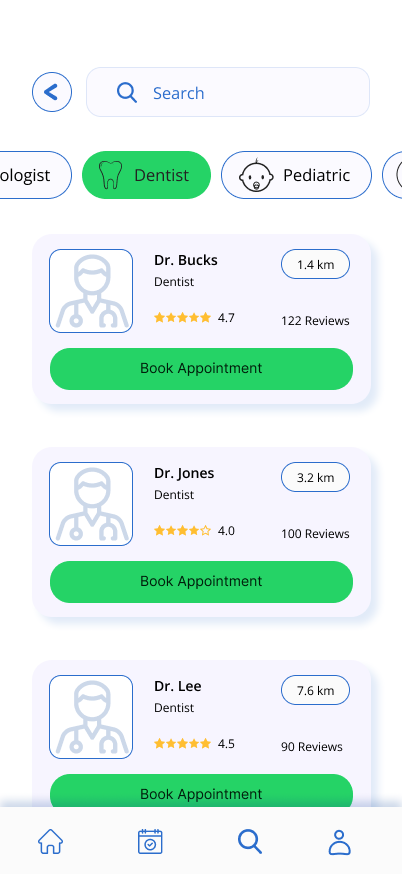 Search
ologist
Dentist
Pediatric
Dr. Bucks
1.4 km
Dentist
4.7
122 Reviews
Book Appointment
Dr. Jones
3.2 km
Dentist
4.0
100 Reviews
Book Appointment
Dr. Lee
7.6 km
Dentist
4.5
90 Reviews
Book Appointment